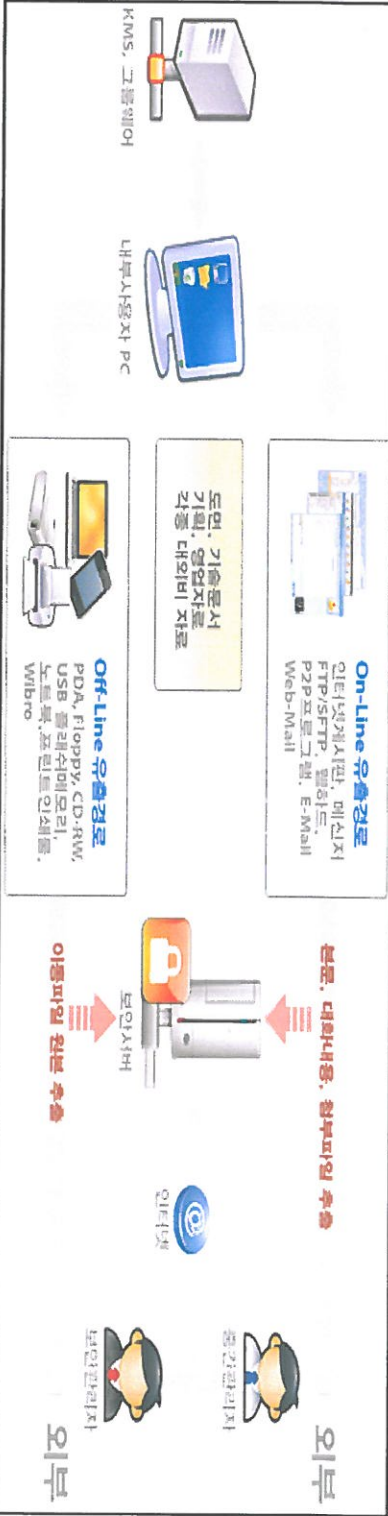 KMS, 그룹웨어
내부사용자 PC
On-Line 유출경로
인터넷게시판, 메신저
FTP/SFTP, 웹하드,
P2P프로그램, E-Mail
Web-Mail
도면, 기술문서
기획, 영업자료
각종 대외비 자료
Off-Line 유출경로
PDA, Floppy, CD-RW,
USB 플래쉬메모리,
노트북, 프린트인쇄물,
Wibro
본문, 대화내용, 첨부파일 추출
보안서버
이동파일 원본 추출
인터넷
중간관리자
보안관리자
외부
외부